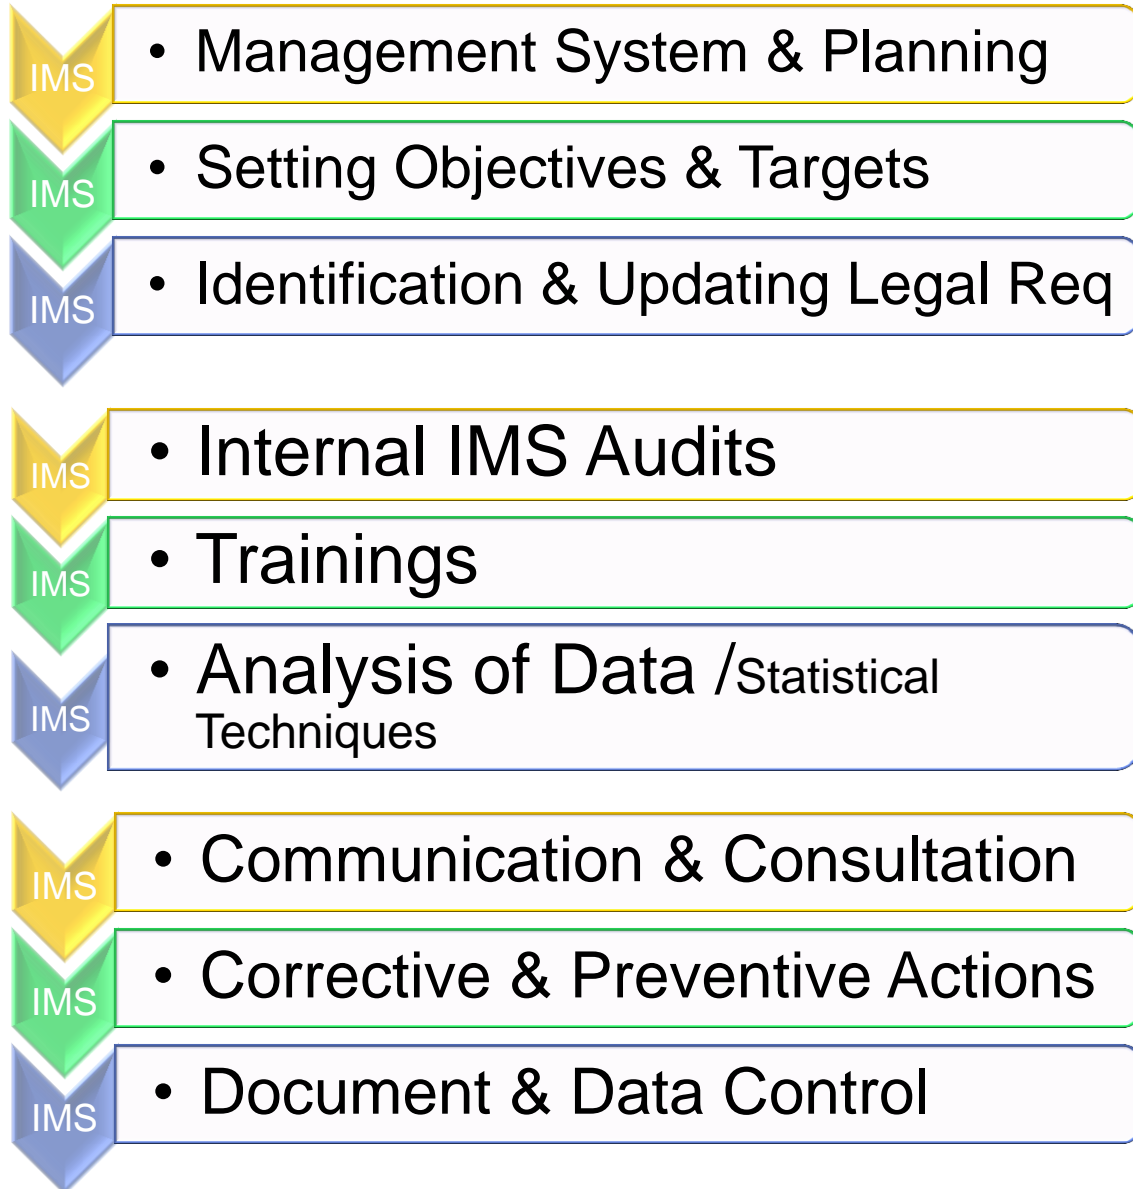 IMS
• Management System & Planning
IMS
• Setting Objectives & Targets
IMS
• Identification & Updating Legal Req
IMS
• Internal IMS Audits
IMS
• Trainings
IMS
• Analysis of Data /Statistical
Techniques
IMS
• Communication & Consultation
IMS
• Corrective & Preventive Actions
IMS
• Document & Data Control